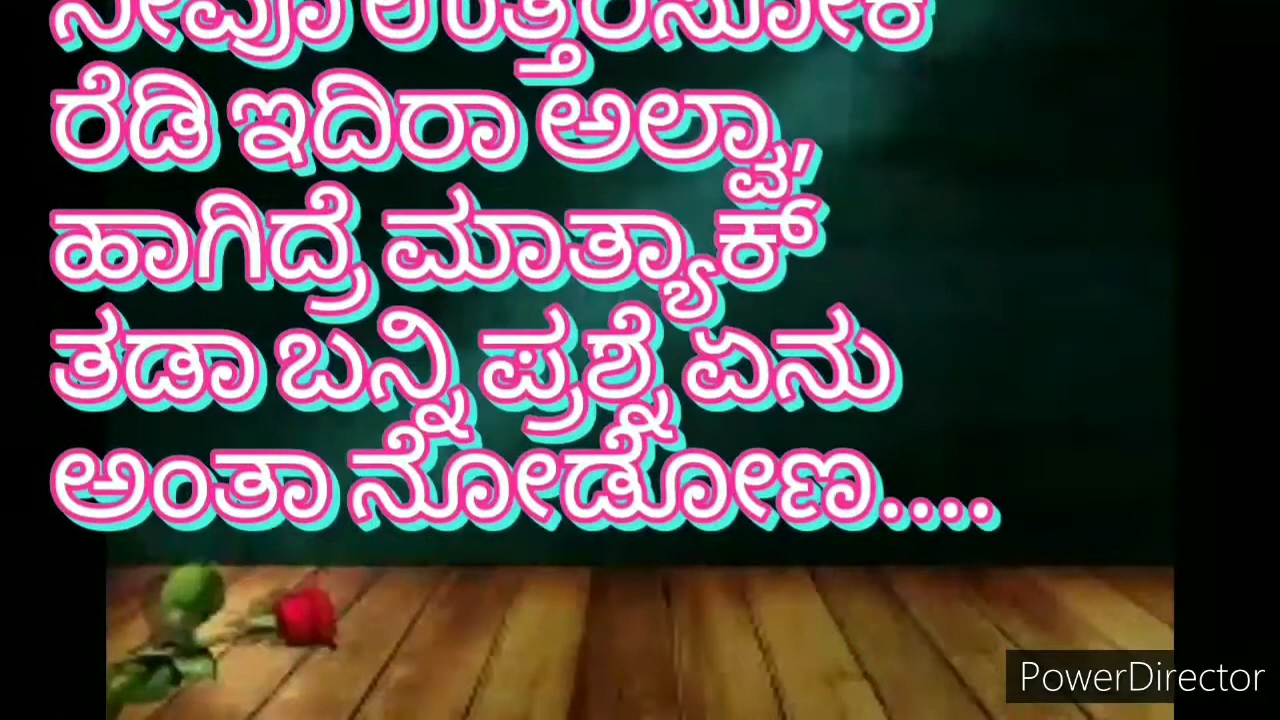 ನೀವೂ ಉತ್ತರಿಸೋಕೆ
ರೆಡಿ ಇದಿರಾ ಅಲ್ವಾ,
ಹಾಗಿದ್ರೆ ಮಾತ್ಯಾಕ್
ತಡಾ ಬನ್ನಿ ಪ್ರಶ್ನೆ ಏನು
ಅಂತಾ ನೋಡೋಣ....
PowerDirector